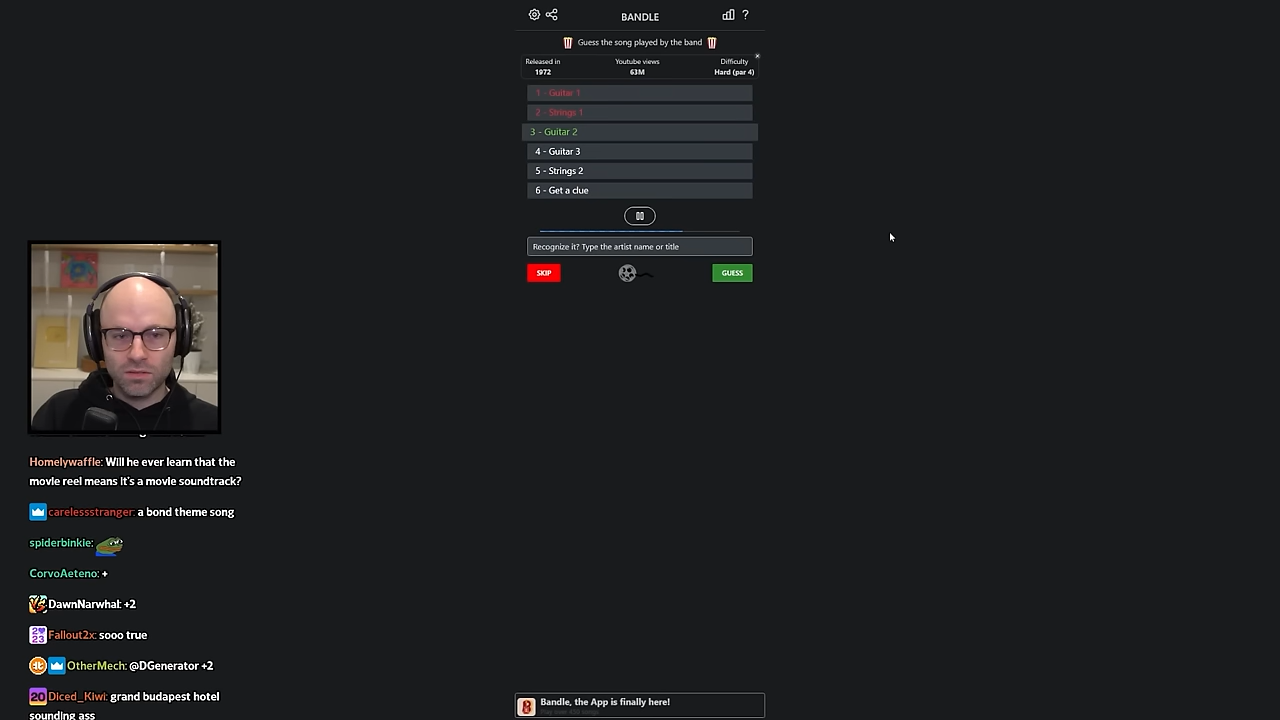 BANDLE
?
Guess the song played by the band
Released in
1972
Youtube views
63M
Difficulty
Hard (par 4)
1 - Guitar 1
2 - Strings 1
3 - Guitar 2
4 - Guitar 3
5 - Strings 2
6 - Get a clue
Recognize it? Type the artist name or title
SKIP
GUESS
Homelywaffle: Will he ever learn that the
movie reel means it's a movie soundtrack?
carelessstranger: a bond theme song
spiderbinkie:
CorvoAeteno: +
DawnNarwhal: +2
Fallout2x: sooo true
OtherMech: @DGenerator +2
Diced_Kiwi: grand budapest hotel
sounding ass
Bandle, the App is finally here!